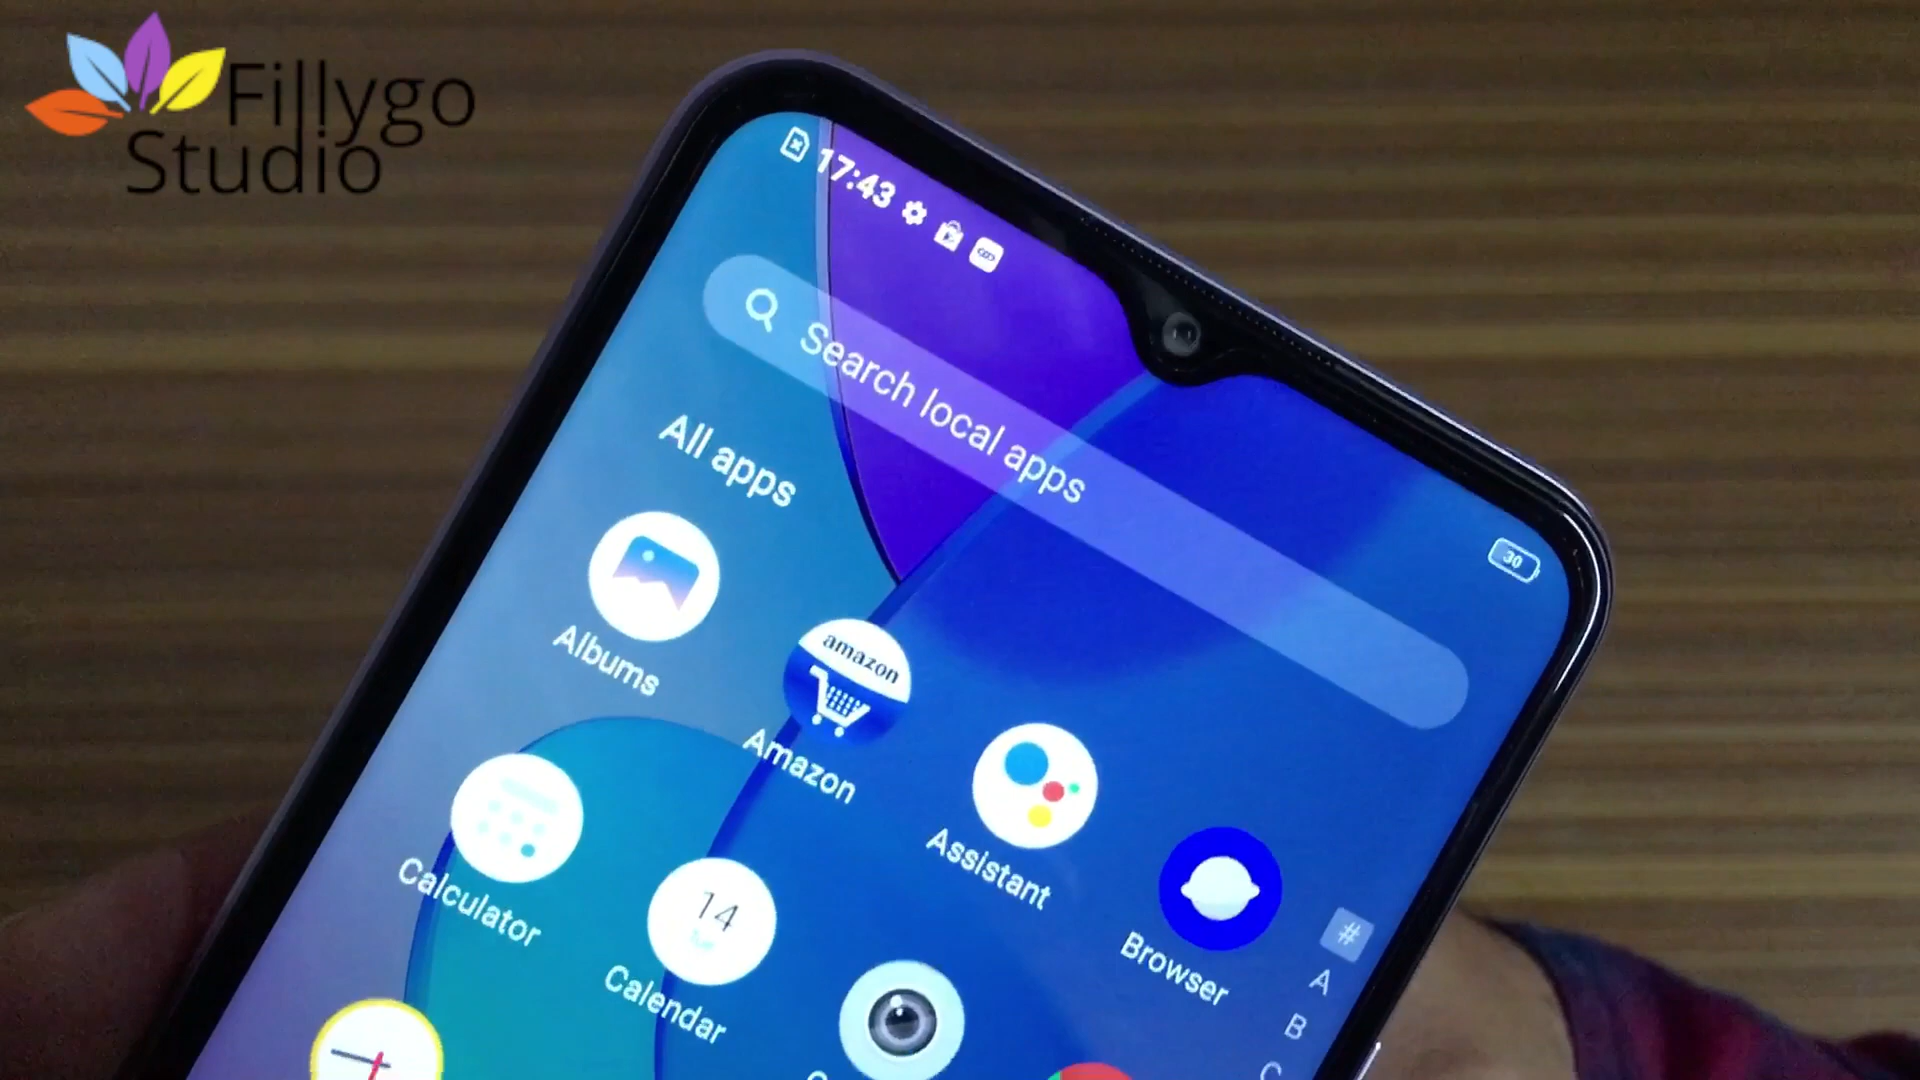 Fillygo
Studio
17:43
30
Search local apps
All apps
Albums
amazon
Amazon
Assistant
Browser
Calculator
14
Calendar
#
A
B
C